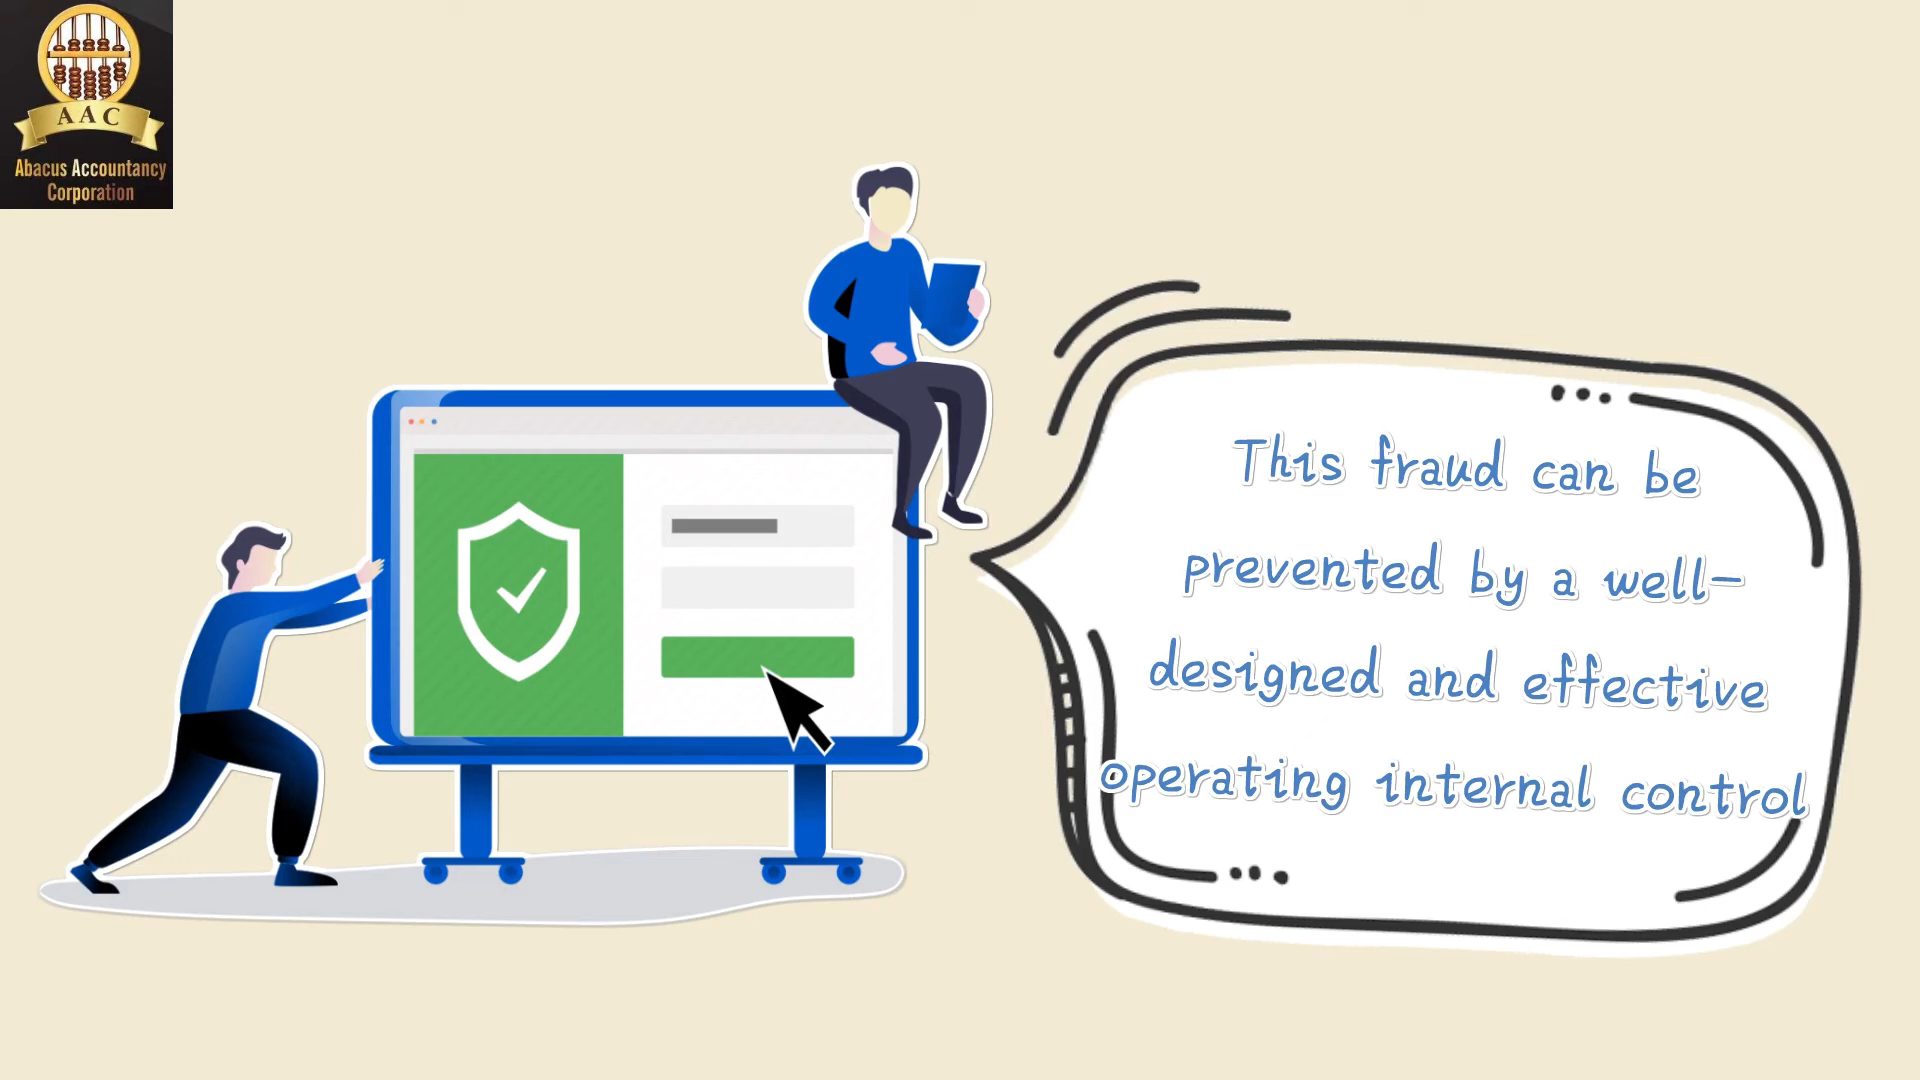 AAC
Abacus Accountancy
Corporation
This fraud can be
prevented by a well-
designed and effective
operating internal control